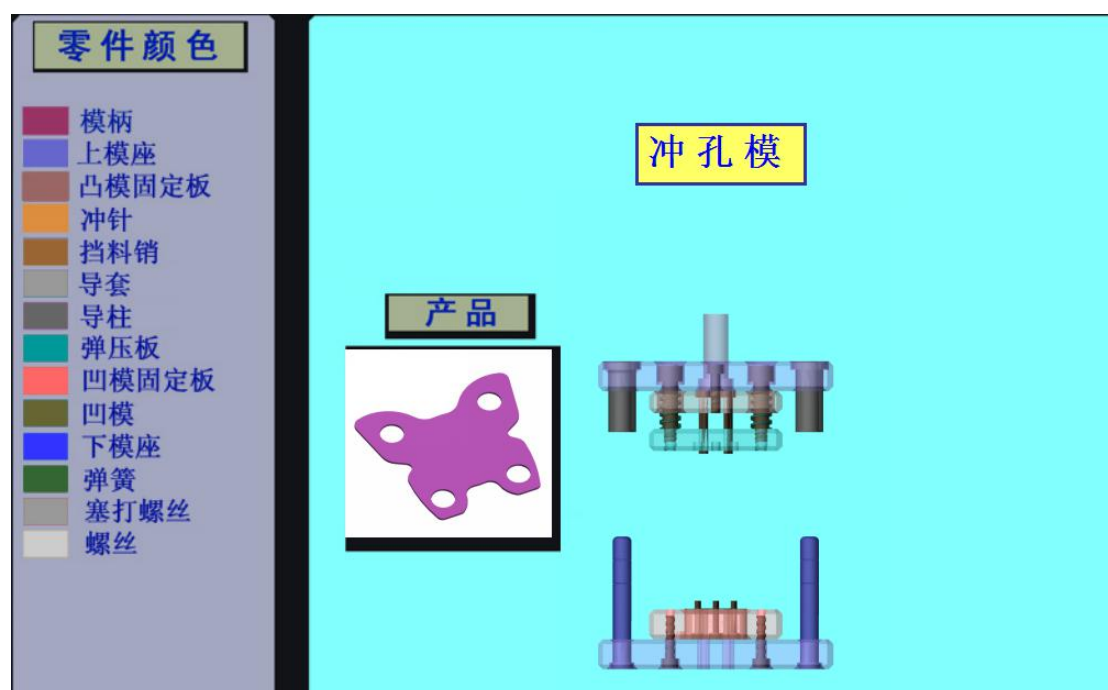 零件颜色
模柄
上模座
凸模固定板
冲针
挡料销
导套
导柱
弹压板
凹模固定板
凹模
下模座
弹簧
塞打螺丝
螺丝
冲孔模
产品